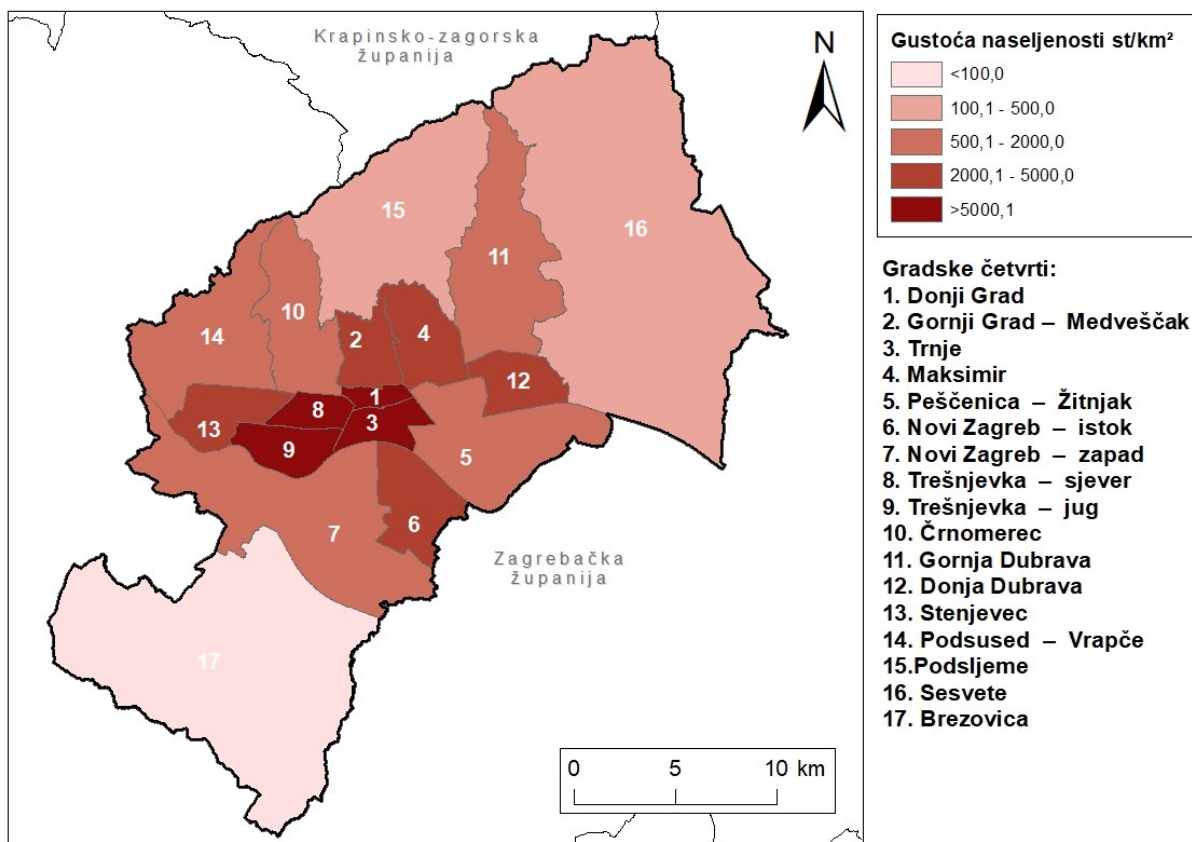 Krapinsko-zagorska
županija
N
15
16
11
10
14
2
4
12
1
8
3
13
9
5
6
7
Zagrebačka
županija
17
0 5 10 km
Gustoća naseljenosti st/km²
<100,0
100,1 - 500,0
500,1 - 2000,0
2000,1 - 5000,0
>5000,1
Gradske četvrti:
1. Donji Grad
2. Gornji Grad – Medveščak
3. Trnje
4. Maksimir
5. Peščenica – Žitnjak
6. Novi Zagreb – istok
7. Novi Zagreb – zapad
8. Trešnjevka – sjever
9. Trešnjevka – jug
10. Črnomerec
11. Gornja Dubrava
12. Donja Dubrava
13. Stenjevec
14. Podsused – Vrapče
15.Podsljeme
16. Sesvete
17. Brezovica